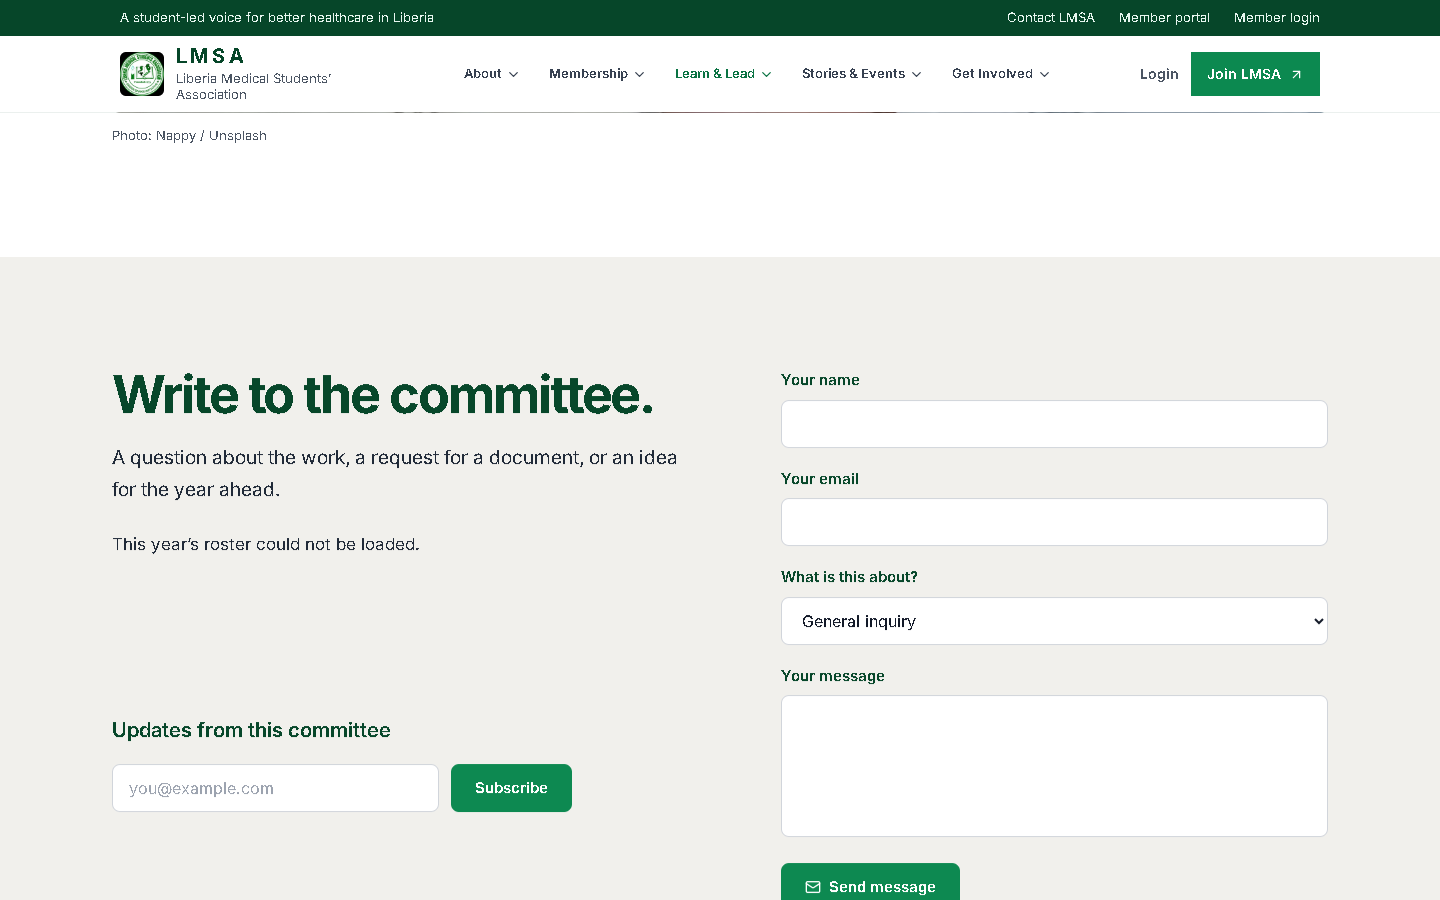 A student-led voice for better healthcare in Liberia
Contact LMSA
Member portal
Member login
LMSA
Liberia Medical Students’
Association
About
Membership
Learn & Lead
Stories & Events
Get Involved
Login
Join LMSA
Photo: Nappy / Unsplash
Write to the committee.
A question about the work, a request for a document, or an idea
for the year ahead.
This year’s roster could not be loaded.
Updates from this committee
you@example.com
Subscribe
Your name
Your email
What is this about?
General inquiry
Your message
Send message